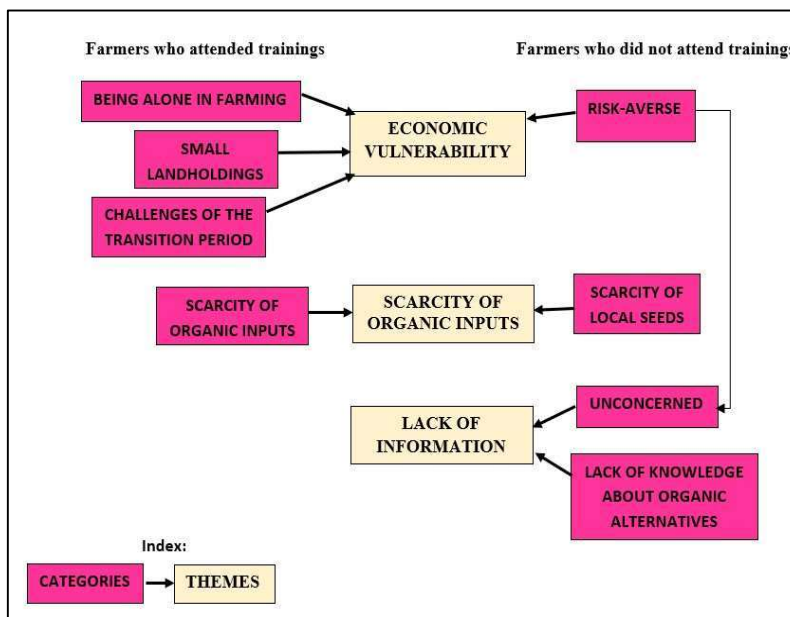 Farmers who attended trainings
Farmers who did not attend trainings
BEING ALONE IN FARMING
SMALL
LANDHOLDINGS
CHALLENGES OF THE
TRANSITION PERIOD
ECONOMIC
VULNERABILITY
RISK-AVERSE
SCARCITY OF
ORGANIC INPUTS
SCARCITY OF
ORGANIC INPUTS
SCARCITY OF
LOCAL SEEDS
LACK OF
INFORMATION
UNCONCERNED
LACK OF KNOWLEDGE
ABOUT ORGANIC
ALTERNATIVES
Index:
CATEGORIES
THEMES